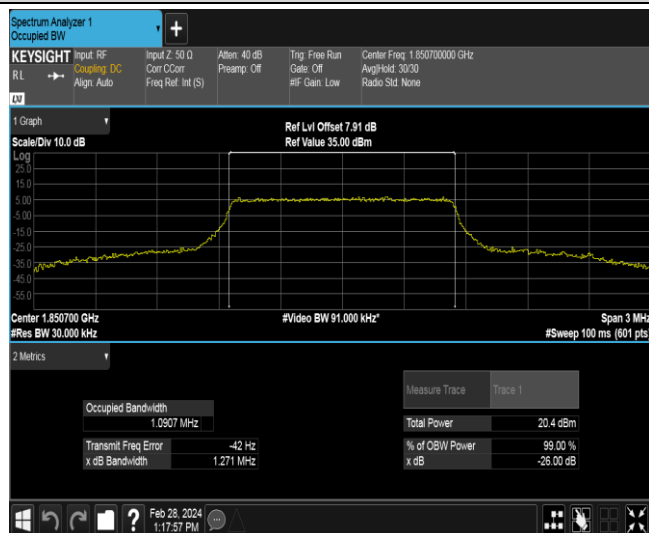 Spectrum Analyzer 1
Occupied BW
+
KEYSIGHT
RL
LXI
Input: RF
Coupling: DC
Align: Auto
Input Z: 50 Ω
Corr CCorr
Freq Ref: Int (S)
Atten: 40 dB
Preamp: Off
Trig: Free Run
Gate: Off
#IF Gain: Low
Center Freq: 1.850700000 GHz
Avg|Hold: 30/30
Radio Std: None
1 Graph
Scale/Div 10.0 dB
Ref Lvl Offset 7.91 dB
Ref Value 35.00 dBm
Log
25.0
15.0
5.00
-5.00
-15.0
-25.0
-35.0
-45.0
-55.0
Center 1.850700 GHz
#Res BW 30.000 kHz
#Video BW 91.000 kHz*
Span 3 MHz
#Sweep 100 ms (601 pts)
2 Metrics
Measure Trace Trace 1
Occupied Bandwidth
1.0907 MHz
Total Power 20.4 dBm
Transmit Freq Error -42 Hz
% of OBW Power 99.00 %
x dB Bandwidth 1.271 MHz
x dB -26.00 dB
?
Feb 28, 2024
1:17:57 PM